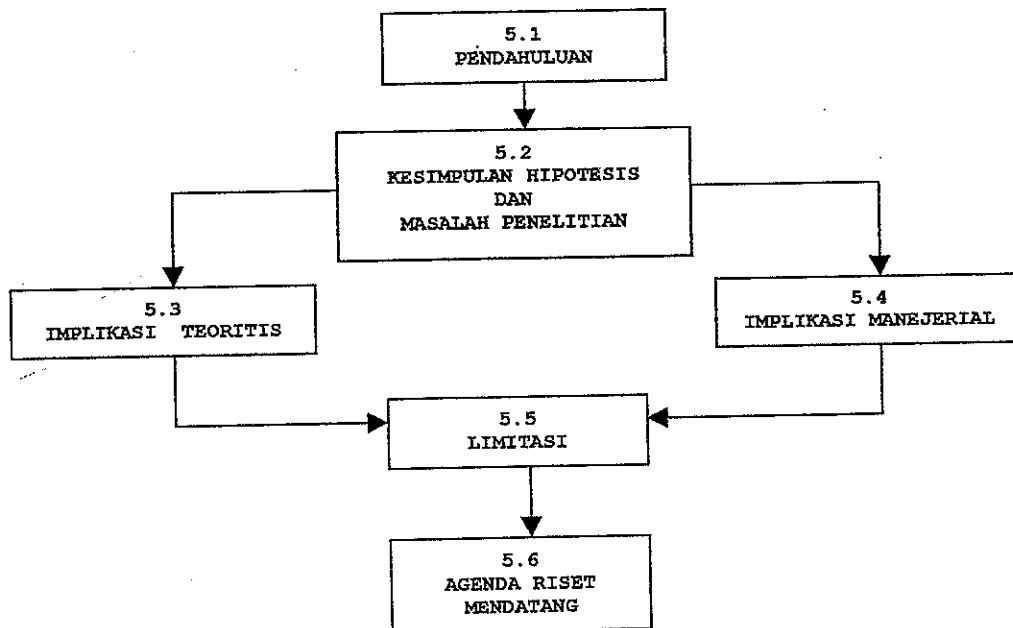 5.1
PENDAHULUAN
5.2
KESIMPULAN HIPOTESIS
DAN
MASALAH PENELITIAN
5.3
IMPLIKASI TEORITIS
5.4
IMPLIKASI MANEJERIAL
5.5
LIMITASI
5.6
AGENDA RISET
MENDATANG